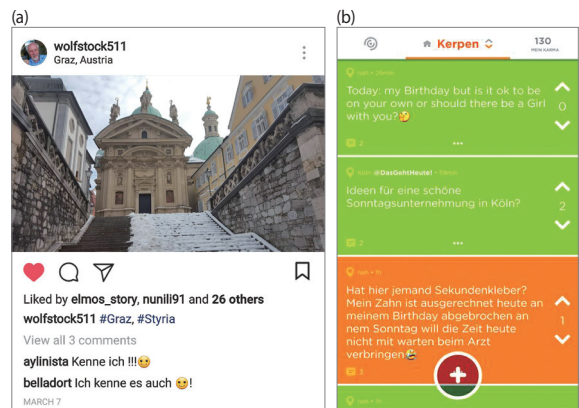 (a)
wolfstock511
Graz, Austria
Liked by elmos_story, nunili91 and 26 others
wolfstock511 #Graz, #Styria
View all 3 comments
aylinista Kenne ich !!!😀
belladort Ich kenne es auch 😀!
MARCH 7
(b)
Kerpen
130
MEIN KARMA
Today: my Birthday but is it ok to be
on your own or should there be a Girl
with you?🤔
0
2
@DasGehtHeute!
Ideen für eine schöne
Sonntagsunternehmung in Köln?
2
2
Hat hier jemand Sekundenkleber?
Mein Zahn ist ausgerechnet heute an
meinem Birthday abgebrochen an
nem Sonntag will die Zeit heute
nicht mit warten beim Arzt
verbringen
1
3